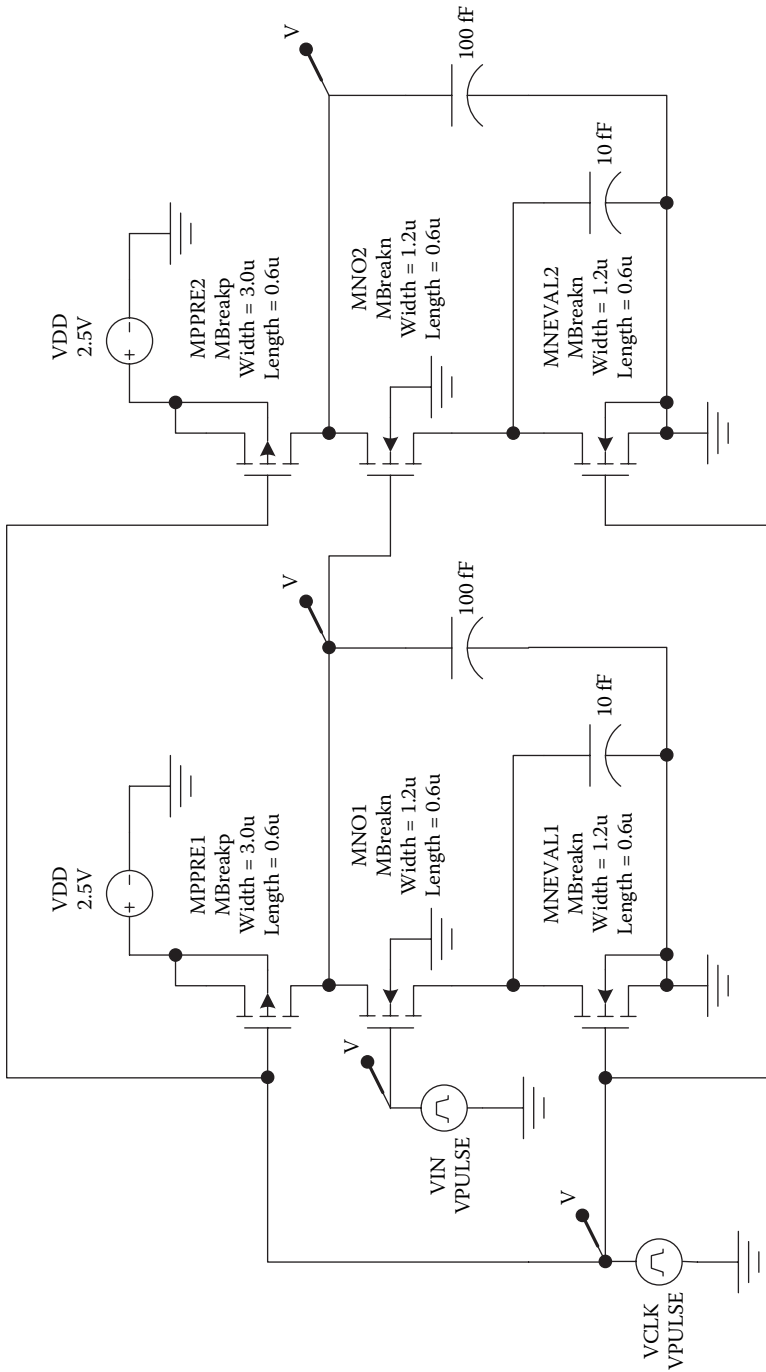 VDD
2.5V
VDD
2.5V
+
−
+
−
MPPRE1
MBreakp
Width = 3.0u
Length = 0.6u
MPPRE2
MBreakp
Width = 3.0u
Length = 0.6u
V
V
V
V
MNO1
MBreakn
Width = 1.2u
Length = 0.6u
MNO2
MBreakn
Width = 1.2u
Length = 0.6u
100 fF
100 fF
VIN
VPULSE
10 fF
10 fF
MNEVAL1
MBreakn
Width = 1.2u
Length = 0.6u
MNEVAL2
MBreakn
Width = 1.2u
Length = 0.6u
VCLK
VPULSE